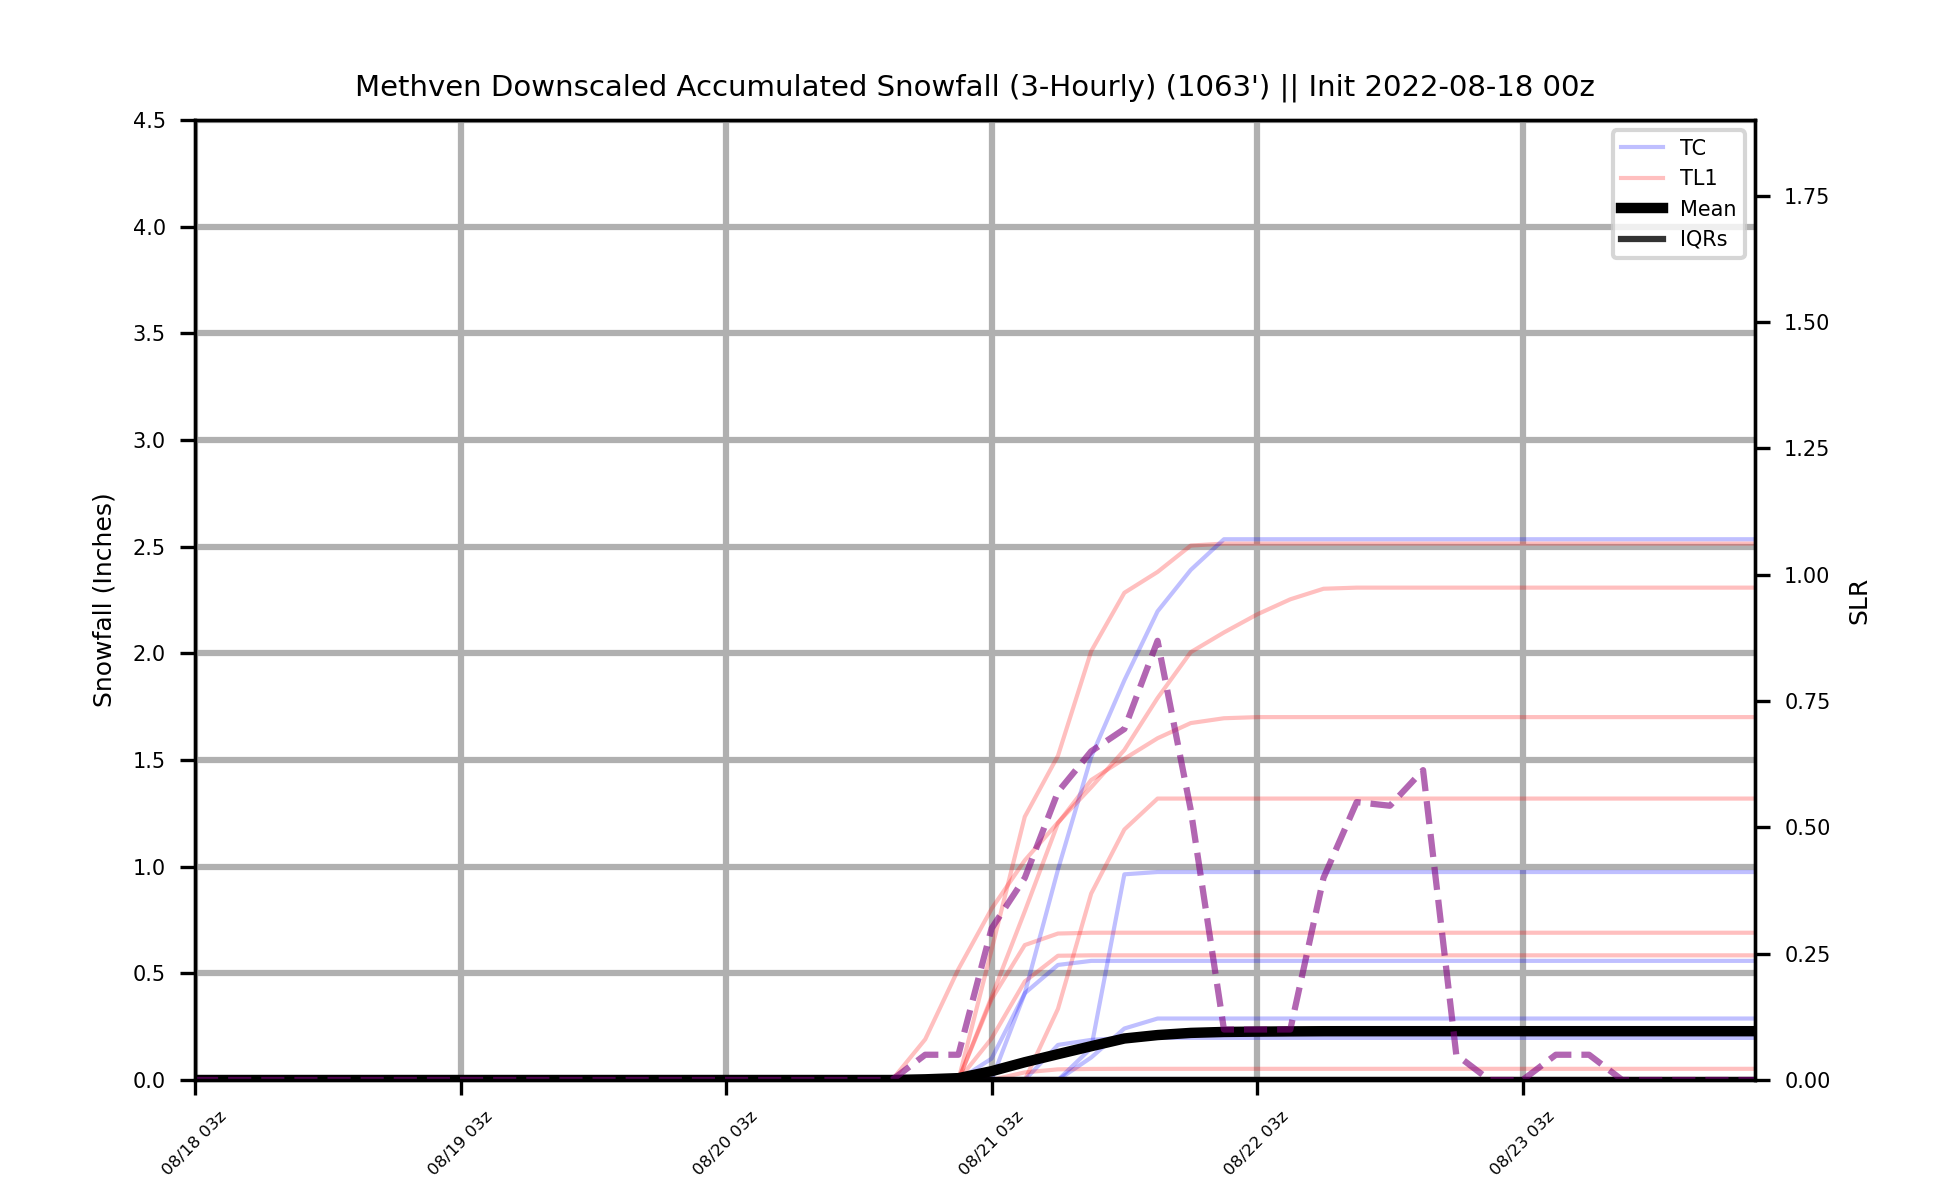 Methven Downscaled Accumulated Snowfall (3-Hourly) (1063') || Init 2022-08-18 00z
TC
TL1
Mean
IQRs
Snowfall (Inches)
4.5
4.0
3.5
3.0
2.5
2.0
1.5
1.0
0.5
0.0
1.75
1.50
1.25
1.00
0.75
0.50
0.25
0.00
SLR
08/18 03z
08/19 03z
08/20 03z
08/21 03z
08/22 03z
08/23 03z